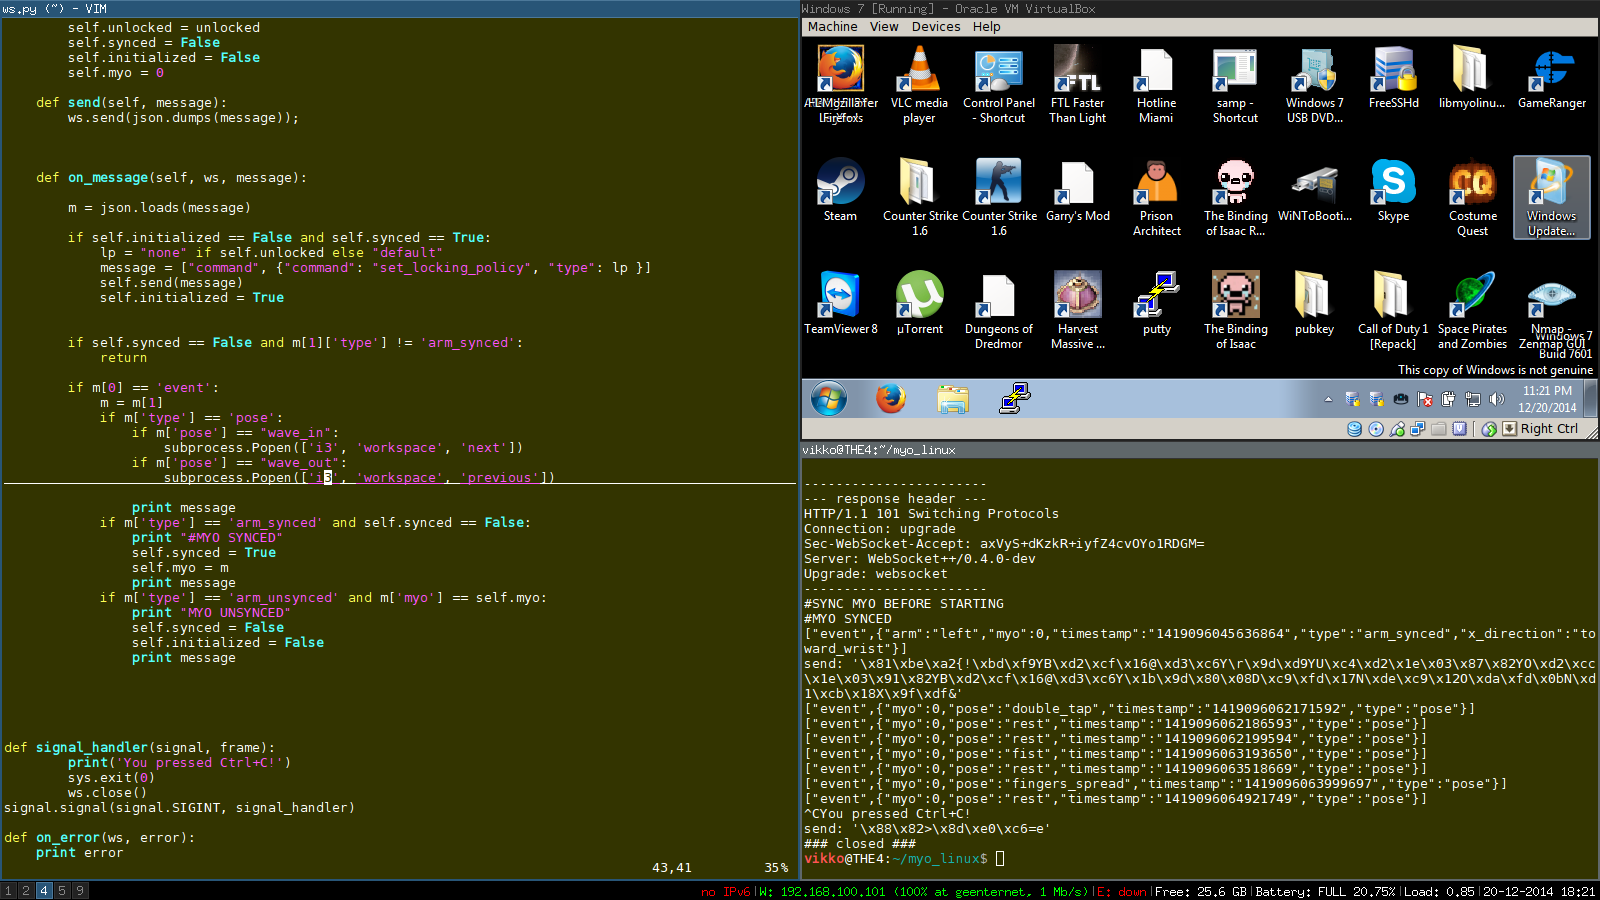 ws.py (~) - VIM
self.unlocked = unlocked
self.synced = False
self.initialized = False
self.myo = 0
def send(self, message):
ws.send(json.dumps(message));
def on_message(self, ws, message):
m = json.loads(message)
if self.initialized == False and self.synced == True:
lp = "none" if self.unlocked else "default"
message = ["command", {"command": "set_locking_policy", "type": lp }]
self.send(message)
self.initialized = True
if self.synced == False and m[1]['type'] != 'arm_synced':
return
if m[0] == 'event':
m = m[1]
if m['type'] == 'pose':
if m['pose'] == "wave_in":
subprocess.Popen(['i3', 'workspace', 'next'])
if m['pose'] == "wave_out":
subprocess.Popen(['i3', 'workspace', 'previous'])
print message
if m['type'] == 'arm_synced' and self.synced == False:
print "#MYO SYNCED"
self.synced = True
self.myo = m
print message
if m['type'] == 'arm_unsynced' and m['myo'] == self.myo:
print "MYO UNSYNCED"
self.synced = False
self.initialized = False
print message
def signal_handler(signal, frame):
print('You pressed Ctrl+C!')
sys.exit(0)
ws.close()
signal.signal(signal.SIGINT, signal_handler)
def on_error(ws, error):
print error
43,41 35%
Windows 7 [Running] - Oracle VM VirtualBox
Machine View Devices Help
VLC media player
Control Panel - Shortcut
FTL
FTL Faster Than Light
Hotline Miami
samp - Shortcut
Windows 7 USB DVD...
FreeSSHd
libmyolinu...
GameRanger
Steam
Counter Strike 1.6
Counter Strike 1.6
Garry's Mod
Prison Architect
The Binding of Isaac R...
WiNToBooti...
Skype
CQ
Costume Quest
Windows Update...
TeamViewer 8
µTorrent
Dungeons of Dredmor
Harvest Massive ...
putty
The Binding of Isaac
pubkey
Call of Duty 1 [Repack]
Space Pirates and Zombies
Nmap - Zenmap GUI
Windows 7
Build 7601
This copy of Windows is not genuine
11:21 PM
12/20/2014
Right Ctrl
vikko@THE4:~/myo_linux
-----------------------
--- response header ---
HTTP/1.1 101 Switching Protocols
Connection: upgrade
Sec-WebSocket-Accept: axVyS+dKzkR+iyfZ4cvOYo1RDGM=
Server: WebSocket++/0.4.0-dev
Upgrade: websocket
-----------------------
#SYNC MYO BEFORE STARTING
#MYO SYNCED
["event",{"arm":"left","myo":0,"timestamp":"1419096045636864","type":"arm_synced","x_direction":"to
ward_wrist"}]
send: '\x81\xbe\xa2{!\xbd\xf9YB\xd2\xcf\x16@\xd3\xc6Y\r\x9d\xd9YU\xc4\xd2\x1e\x03\x87\x82YO\xd2\xcc
\x1e\x03\x91\x82YB\xd2\xcf\x16@\xd3\xc6Y\x1b\x9d\x80\x08D\xc9\xfd\x17N\xde\xc9\x12O\xda\xfd\x0bN\xd
1\xcb\x18X\x9f\xdf&'
["event",{"myo":0,"pose":"double_tap","timestamp":"1419096062171592","type":"pose"}]
["event",{"myo":0,"pose":"rest","timestamp":"1419096062186593","type":"pose"}]
["event",{"myo":0,"pose":"rest","timestamp":"1419096062199594","type":"pose"}]
["event",{"myo":0,"pose":"fist","timestamp":"1419096063193650","type":"pose"}]
["event",{"myo":0,"pose":"rest","timestamp":"1419096063518669","type":"pose"}]
["event",{"myo":0,"pose":"fingers_spread","timestamp":"1419096063999697","type":"pose"}]
["event",{"myo":0,"pose":"rest","timestamp":"1419096064921749","type":"pose"}]
^CYou pressed Ctrl+C!
send: '\x88\x82>\x8d\xe0\xc6=e'
### closed ###
vikko@THE4:~/myo_linux$
1 2 4 5 9
no IPv6|W: 192.168.100.101 (100% at geenternet, 1 Mb/s)|E: down|Free: 25.6 GB|Battery: FULL 20.75%|Load: 0.85|20-12-2014 18:21